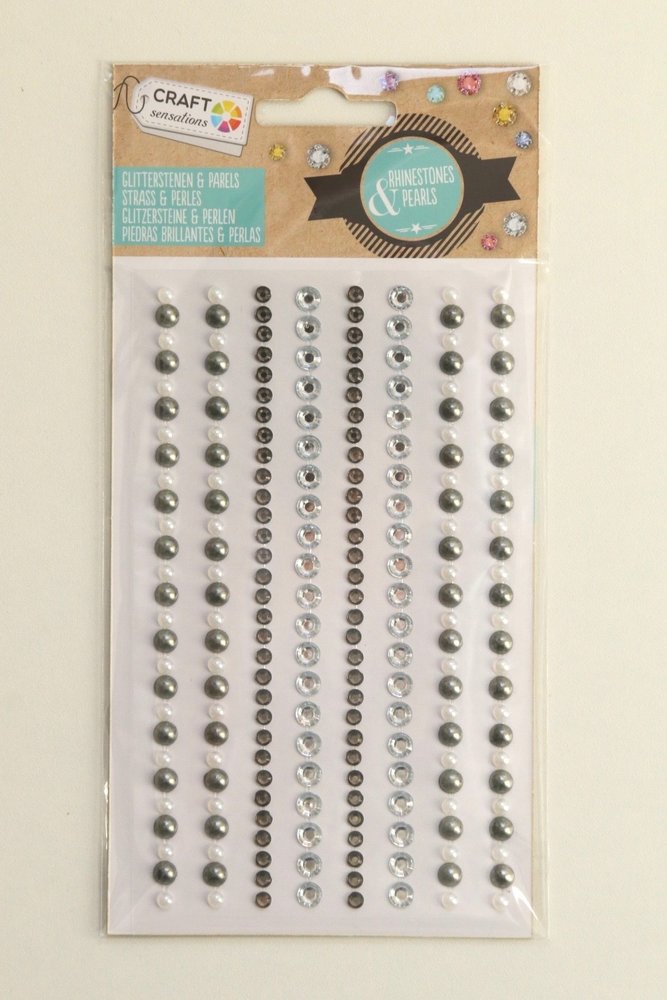 CRAFT
sensations
GLITTERSTENEN & PARELS
STRASS & PERLES
GLITZERSTEINE & PERLEN
PIEDRAS BRILLANTES & PERLAS
RHINESTONES
& PEARLS